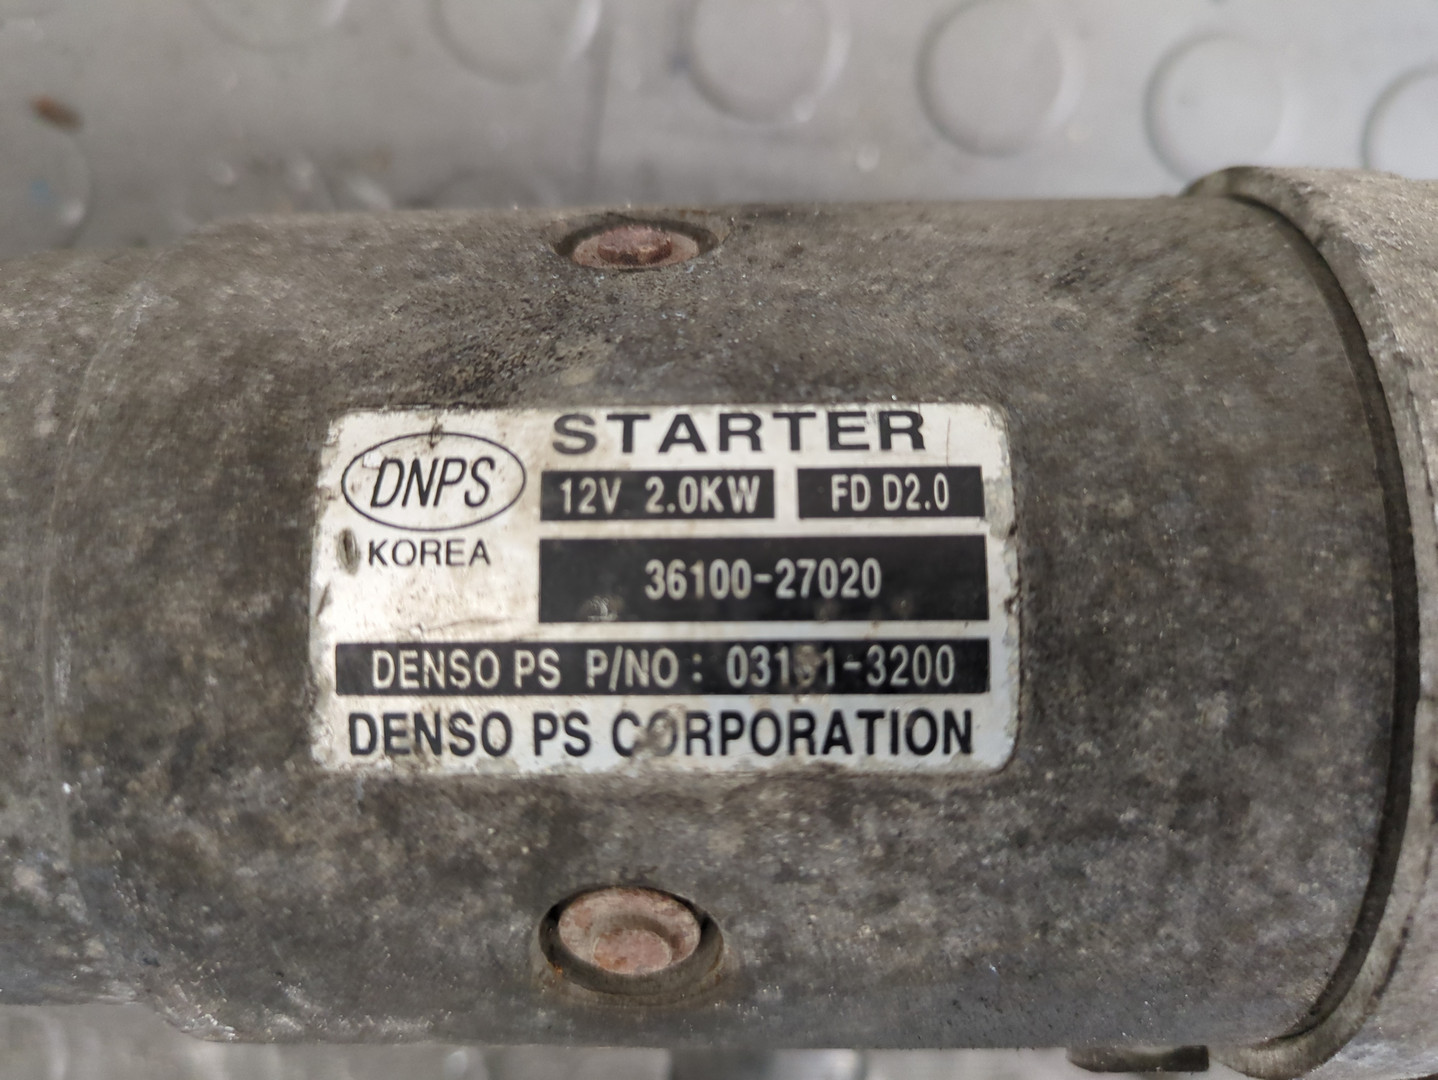 STARTER
DNPS
12V 2.0KW FD D2.0
KOREA
36100-27020
DENSO PS P/NO :
DENSO PS CORPORATION